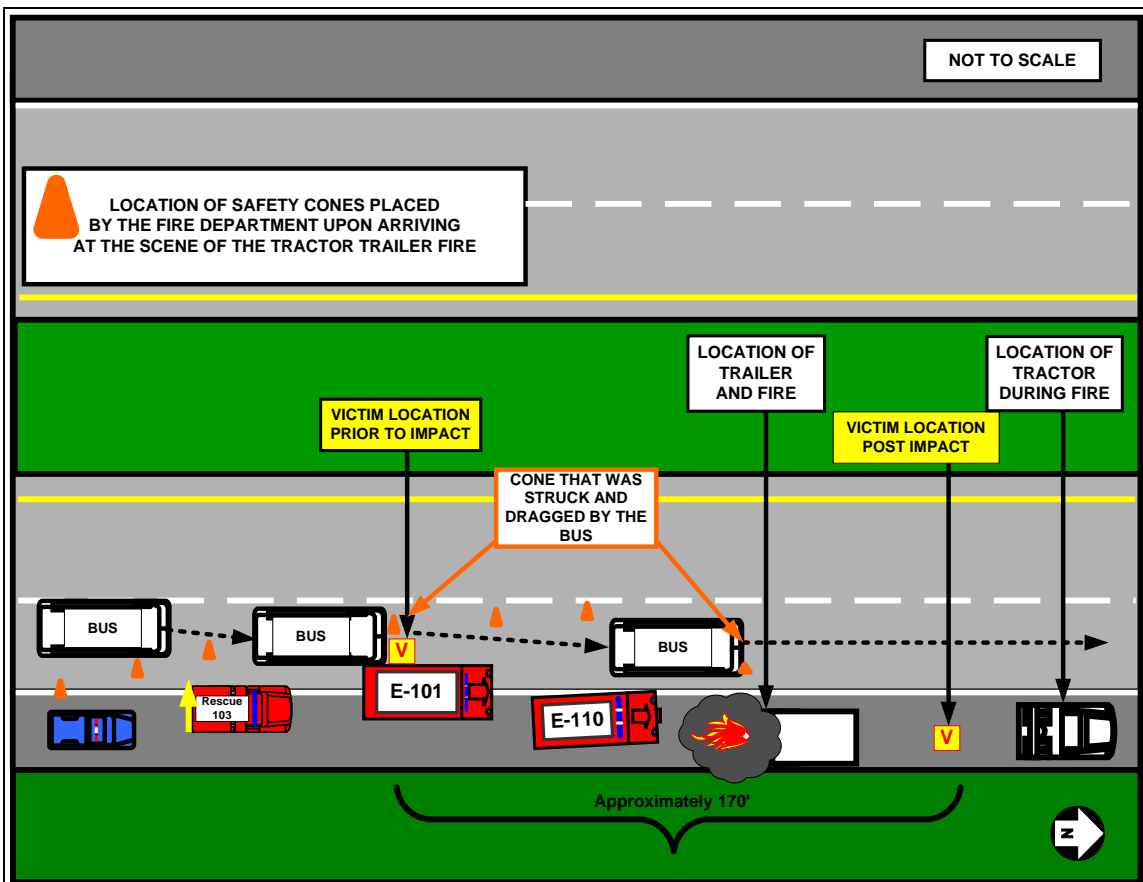 NOT TO SCALE
LOCATION OF SAFETY CONES PLACED
BY THE FIRE DEPARTMENT UPON ARRIVING
AT THE SCENE OF THE TRACTOR TRAILER FIRE
LOCATION OF
TRAILER
AND FIRE
LOCATION OF
TRACTOR
DURING FIRE
VICTIM LOCATION
PRIOR TO IMPACT
VICTIM LOCATION
POST IMPACT
CONE THAT WAS
STRUCK AND
DRAGGED BY THE
BUS
BUS
BUS
BUS
V
E-101
Rescue
103
E-110
V
Approximately 170'
N